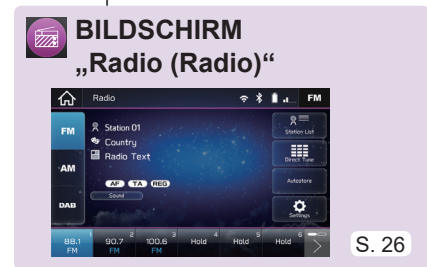 BILDSCHIRM
„Radio (Radio)“
Radio
FM
FM
Station 01
Station List
Country
Radio Text
Direct Tune
AM
AF TA REG
Autostore
Sound
DAB
Settings
1 2 3 4 5 6
88.1 90.7 100.6 Hold Hold Hold
FM FM FM
S. 26